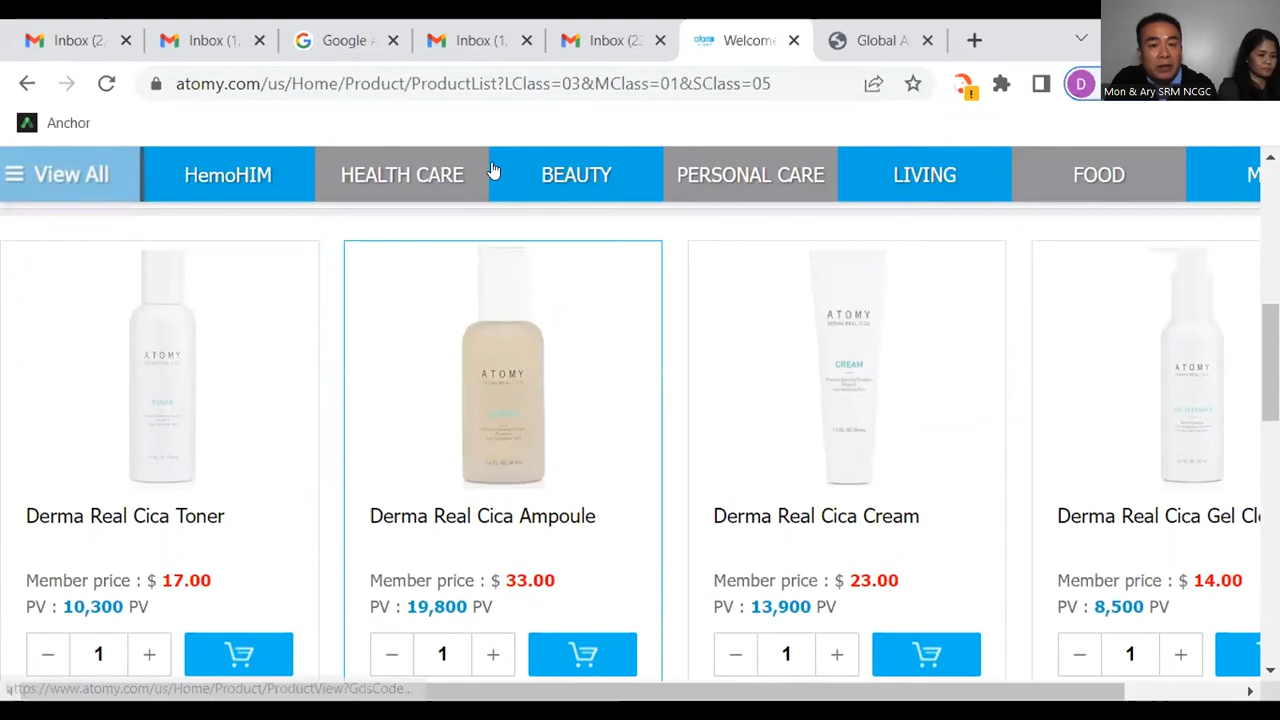 Inbox (2,
Inbox (1,
Google A
Inbox (1,
Inbox (2
atomy
Welcome
Global A
atomy.com/us/Home/Product/ProductList?LClass=03&MClass=01&SClass=05
D
Mon & Ary SRM NCGC
Anchor
View All
HemoHIM
HEALTH CARE
BEAUTY
PERSONAL CARE
LIVING
FOOD
M
ATOMY
TONER
ATOMY
ATOMY
DERMA REAL CICA
CREAM
ATOMY
Derma Real Cica Toner
Derma Real Cica Ampoule
Derma Real Cica Cream
Derma Real Cica Gel Cl
Member price : $ 17.00
Member price : $ 33.00
Member price : $ 23.00
Member price : $ 14.00
PV : 10,300 PV
PV : 19,800 PV
PV : 13,900 PV
PV : 8,500 PV
− 1 +
− 1 +
− 1 +
− 1 +
https://www.atomy.com/us/Home/Product/ProductView?GdsCode...